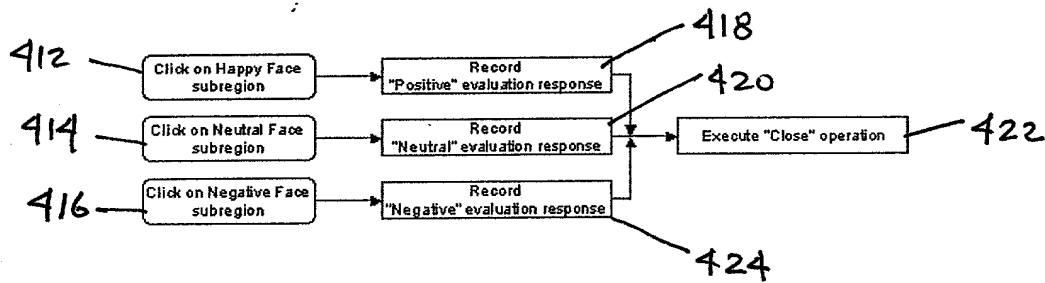 418
412
Click on Happy Face
subregion
Record
"Positive" evaluation response
420
414
Click on Neutral Face
subregion
Record
"Neutral" evaluation response
Execute "Close" operation
422
416
Click on Negative Face
subregion
Record
"Negative" evaluation response
424